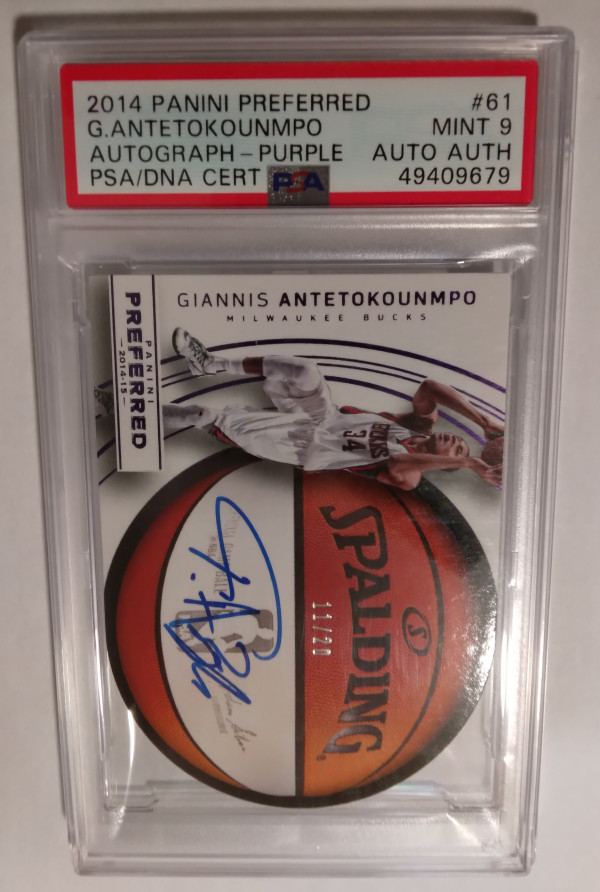 2014 PANINI PREFERRED #61
G.ANTETOKOUNMPO MINT 9
AUTOGRAPH-PURPLE AUTO AUTH
PSA/DNA CERT PSA 49409679
GIANNIS ANTETOKOUNMPO
MILWAUKEE BUCKS
PANINI
PREFERRED
2014-15
BUCKS
34
SPALDING
S
11/20